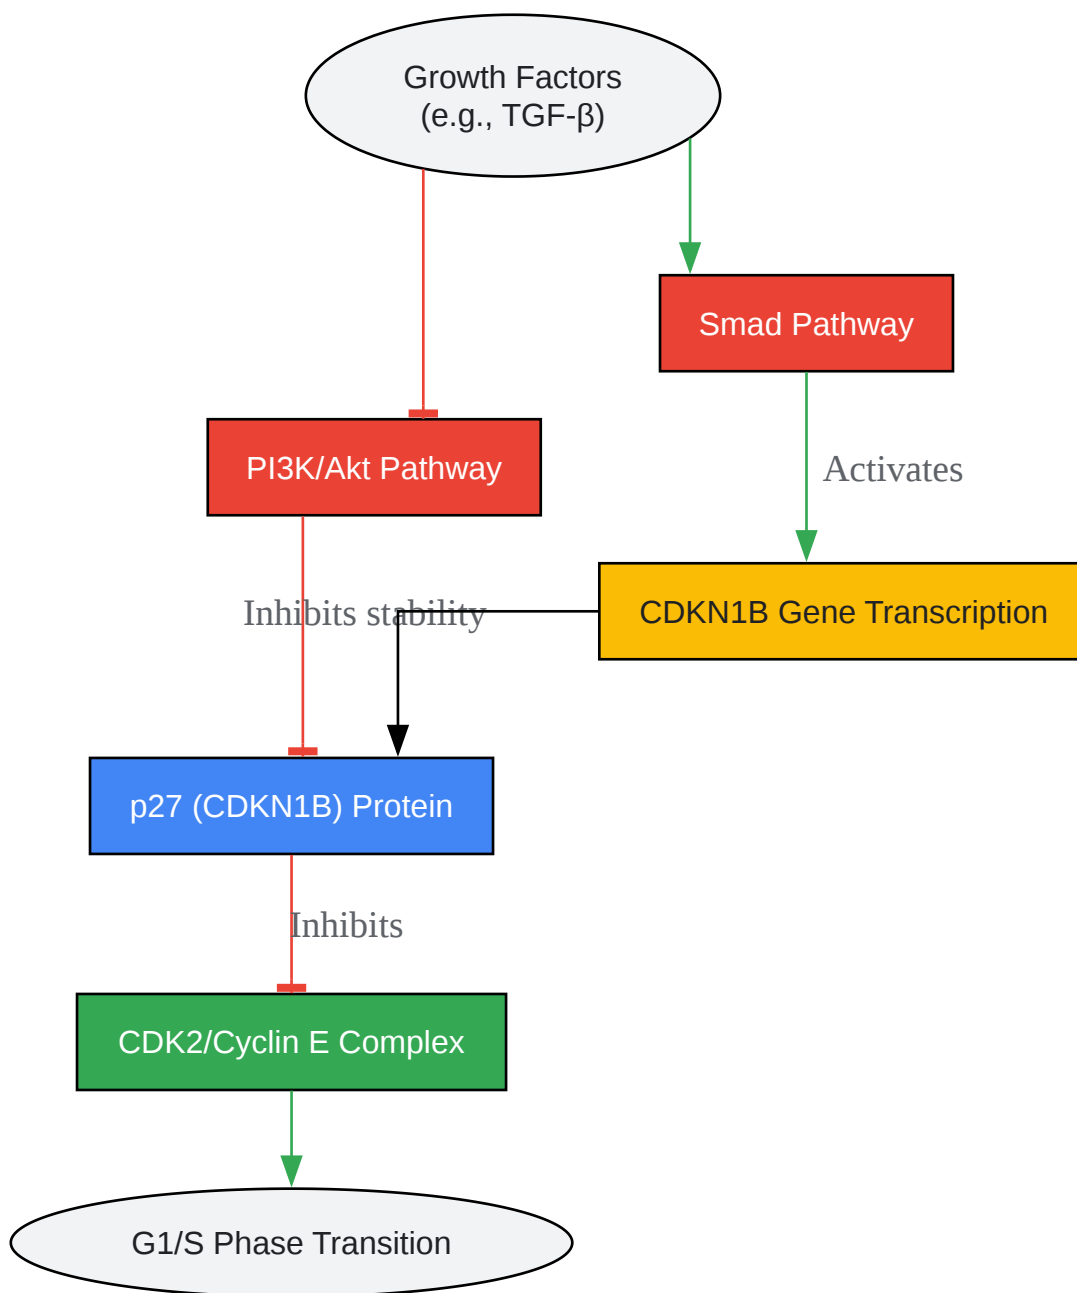 Growth Factors
(e.g., TGF-β)
Smad Pathway
PI3K/Akt Pathway
Activates
Inhibits stability
CDKN1B Gene Transcription
p27 (CDKN1B) Protein
Inhibits
CDK2/Cyclin E Complex
G1/S Phase Transition